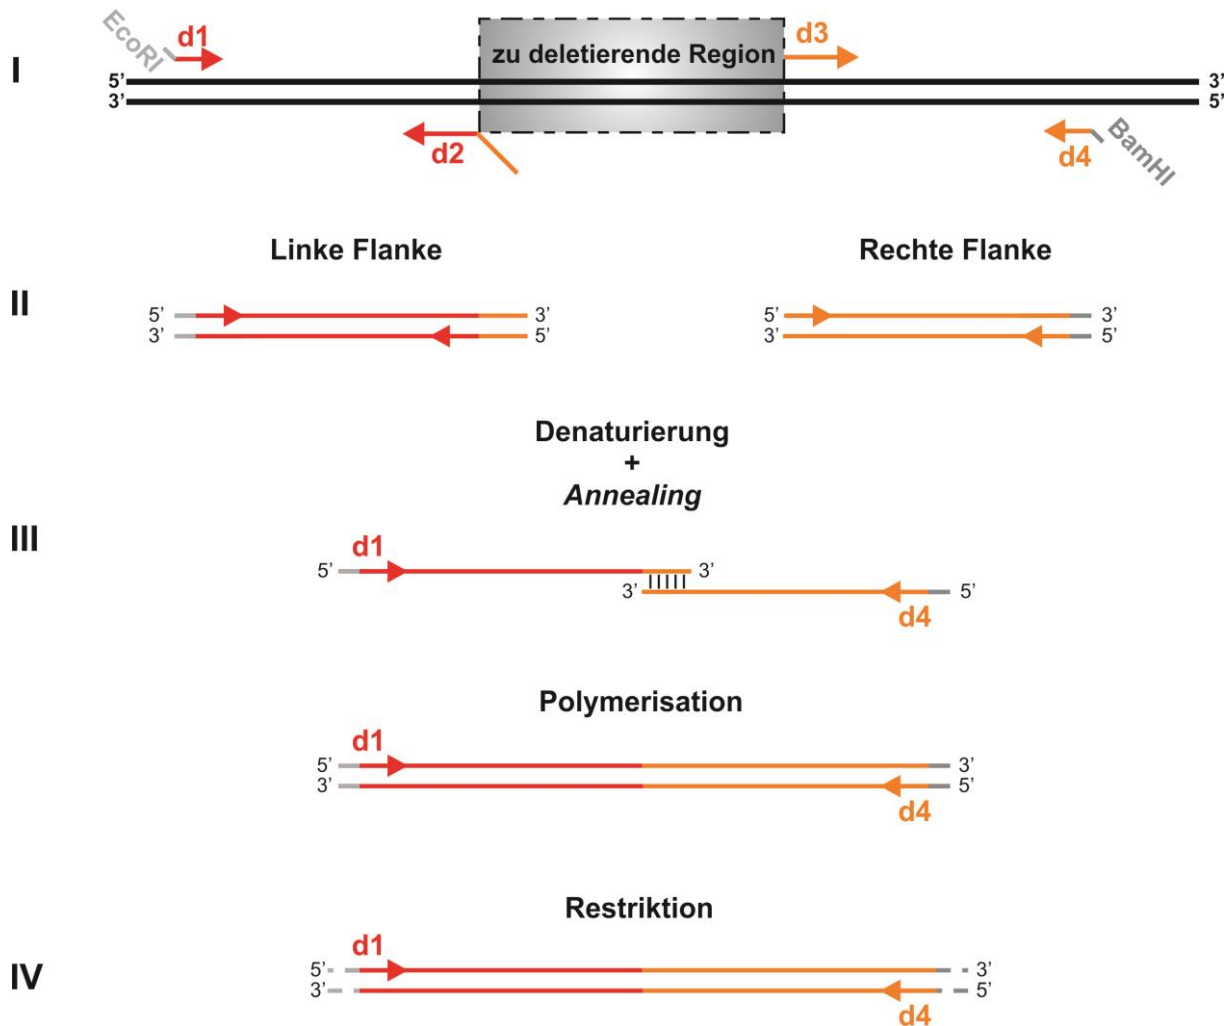 I
EcoRI
d1
zu deletierende Region
d3
5’ 3’
3’ 5’
d2
d4
BamHI
Linke Flanke Rechte Flanke
II
5’ 3’ 5’ 3’
3’ 5’ 3’ 5’
Denaturierung
+
Annealing
III
d1
5’ 3’
3’ 5’
d4
Polymerisation
d1
5’ 3’
3’ 5’
d4
Restriktion
IV
d1
5’ 3’
3’ 5’
d4